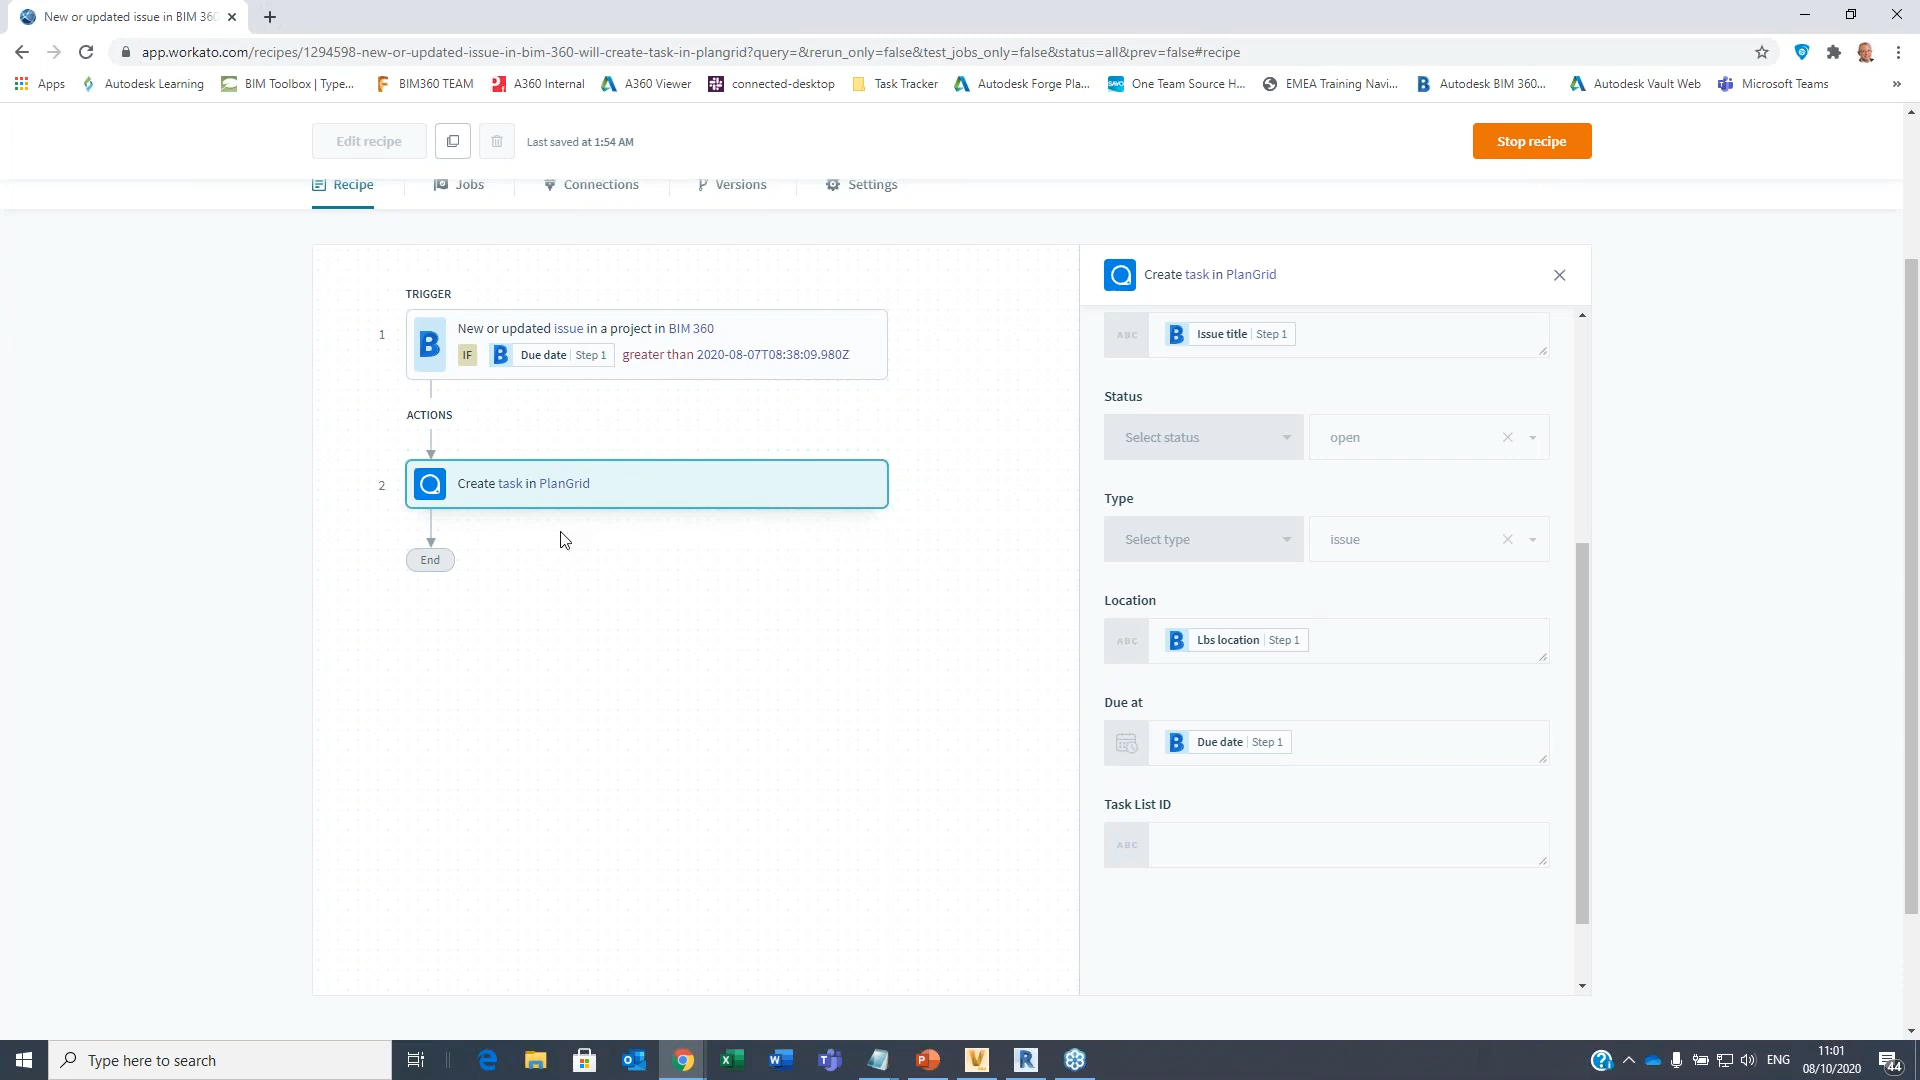 New or updated issue in BIM 360
app.workato.com/recipes/1294598-new-or-updated-issue-in-bim-360-will-create-task-in-plangrid?query=&rerun_only=false&test_jobs_only=false&status=all&prev=false#recipe
Apps Autodesk Learning BIM Toolbox | Type... BIM360 TEAM A360 Internal A360 Viewer connected-desktop Task Tracker Autodesk Forge Pla... One Team Source H... EMEA Training Navi... Autodesk BIM 360... Autodesk Vault Web Microsoft Teams »
Edit recipe Last saved at 1:54 AM Stop recipe
Recipe Jobs Connections Versions Settings
TRIGGER
1 New or updated issue in a project in BIM 360
IF B Due date Step 1 greater than 2020-08-07T08:38:09.980Z
ACTIONS
2 Create task in PlanGrid
End
Create task in PlanGrid
ABC B Issue title Step 1
Status
Select status open
Type
Select type issue
Location
ABC B Lbs location Step 1
Due at
B Due date Step 1
Task List ID
ABC
Type here to search
ENG 11:01
08/10/2020 44